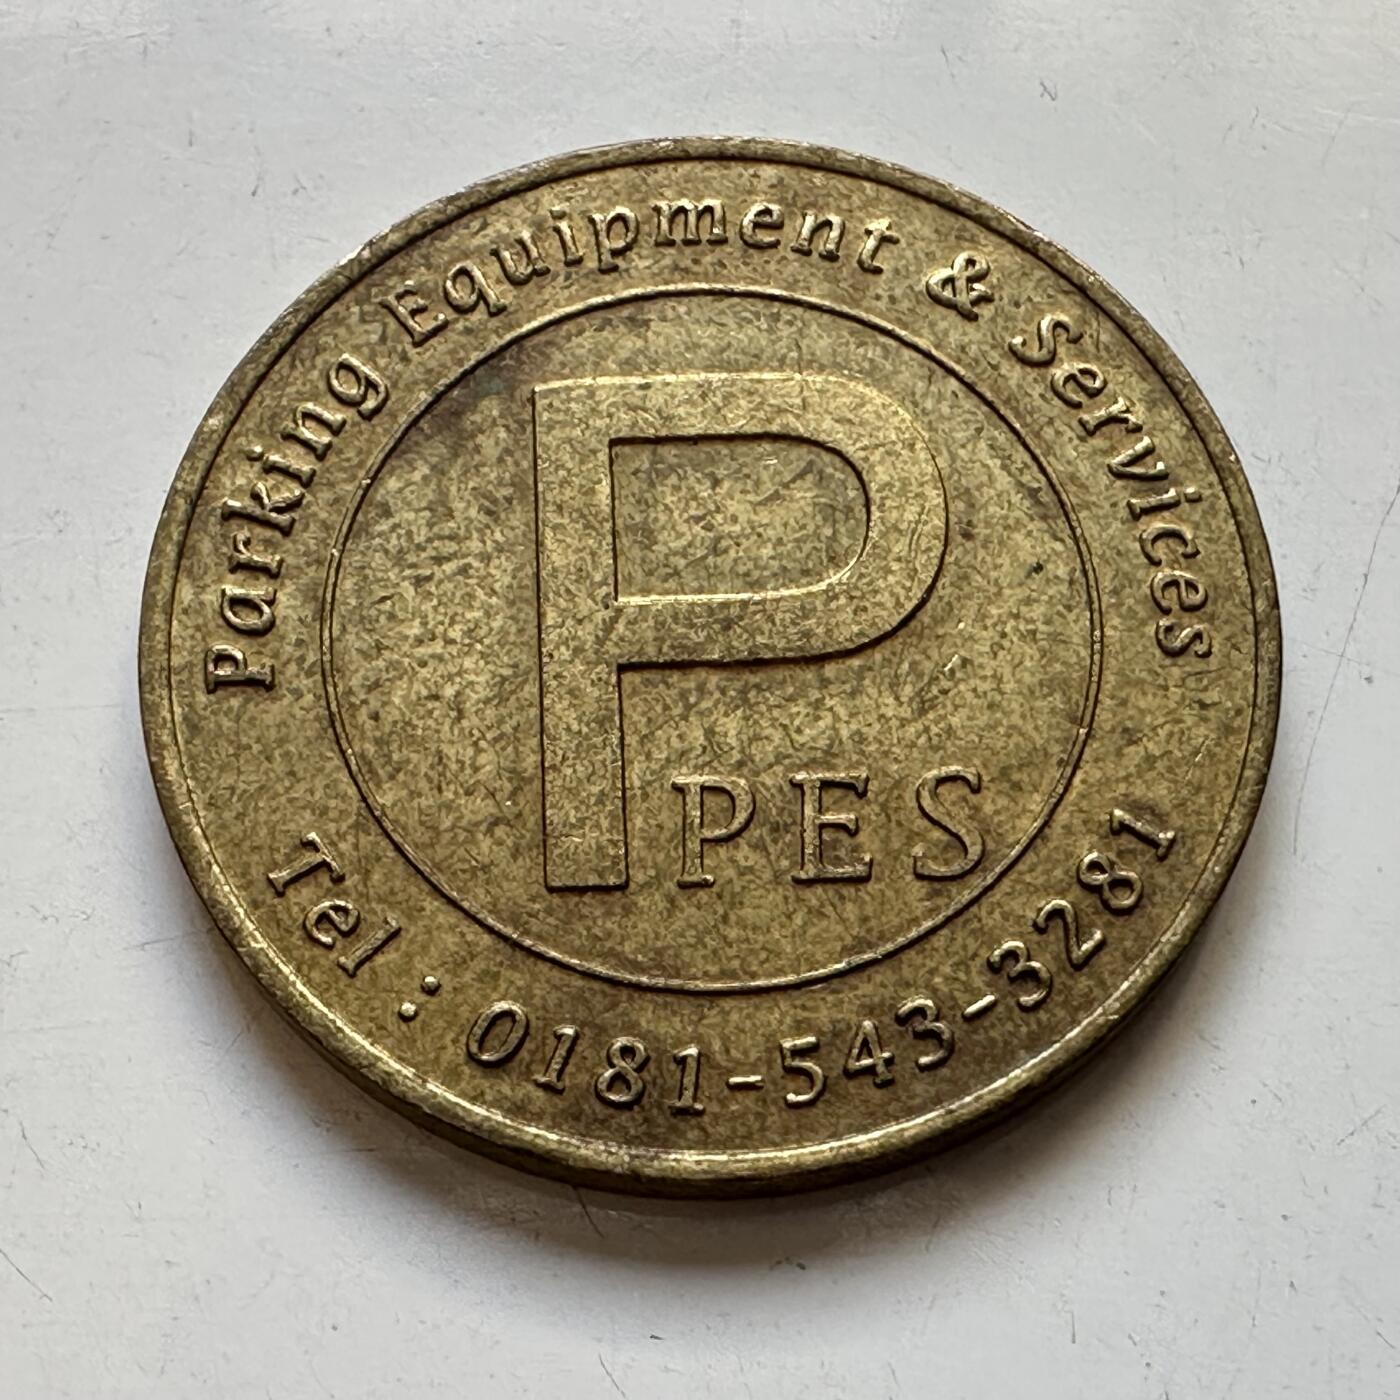 Parking Equipment & Services
P
PES
Tel : 0181-543-3281